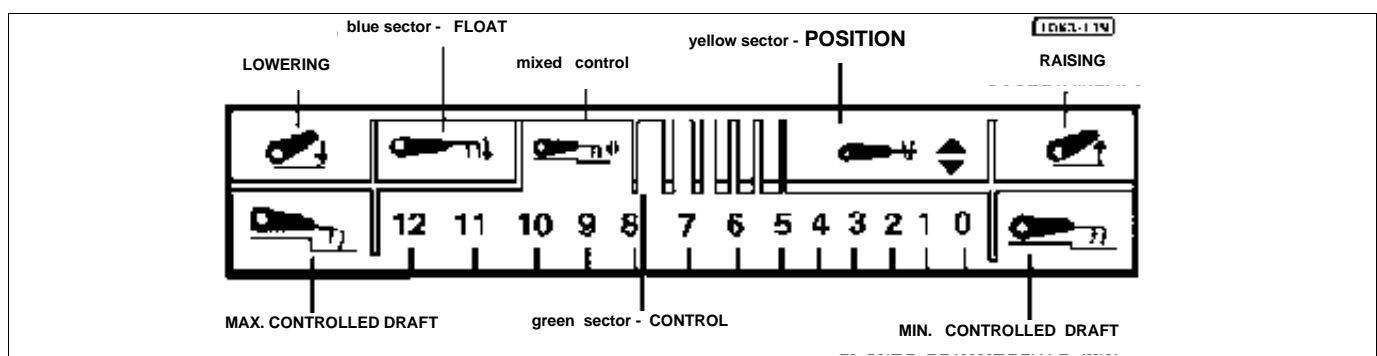 blue sector - FLOAT
yellow sector - POSITION
LOWERING
mixed control
RAISING
12 11 10 9 8 7 6 5 4 3 2 1 0
MAX. CONTROLLED DRAFT
green sector - CONTROL
MIN. CONTROLLED DRAFT